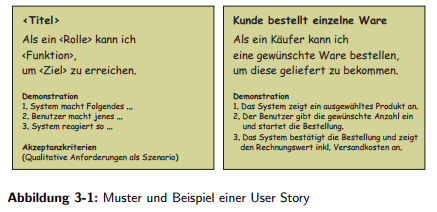 <Titel>
Als ein <Rolle> kann ich
<Funktion>,
um <Ziel> zu erreichen.
Demonstration
1. System macht Folgendes ...
2. Benutzer macht jenes ...
3. System reagiert so ...
Akzeptanzkriterien
(Qualitative Anforderungen als Szenario)
Kunde bestellt einzelne Ware
Als ein Käufer kann ich
eine gewünschte Ware bestellen,
um diese geliefert zu bekommen.
Demonstration
1. Das System zeigt ein ausgewähltes Produkt an.
2. Der Benutzer gibt die gewünschte Anzahl ein
und startet die Bestellung.
3. Das System bestätigt die Bestellung und zeigt
den Rechnungswert inkl. Versandkosten an.
Abbildung 3-1: Muster und Beispiel einer User Story